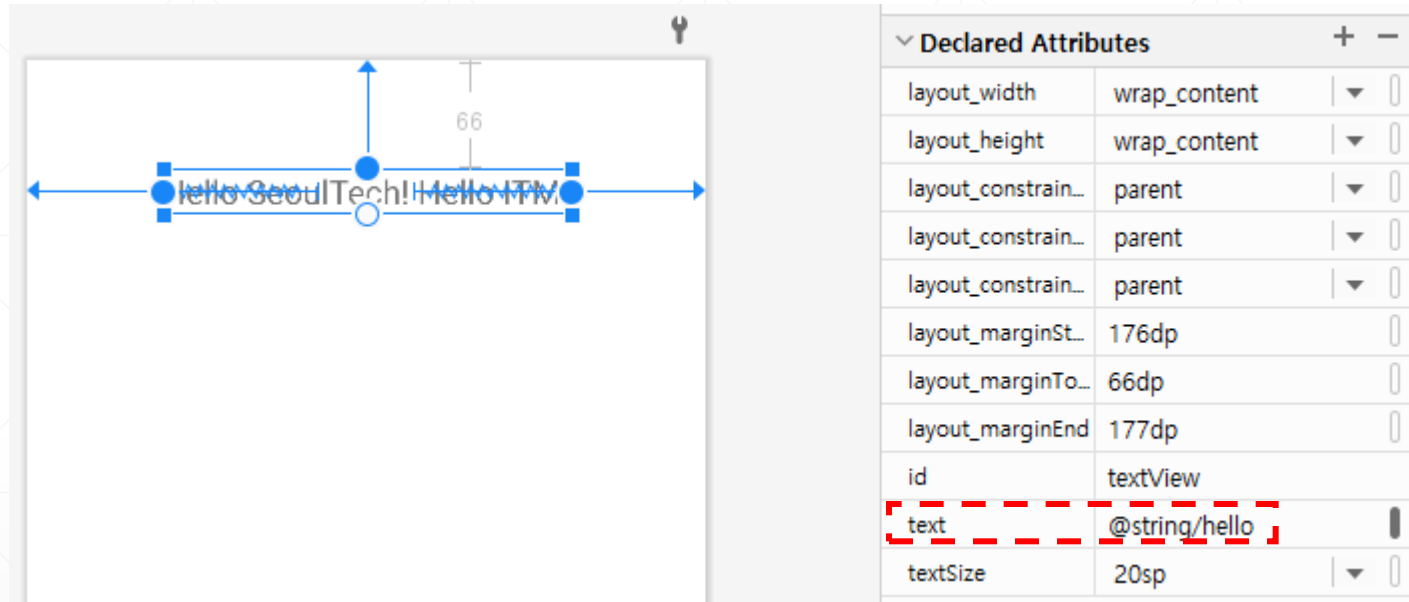 66
Hello SeoulTech! Hello ITM
Declared Attributes
layout_width wrap_content
layout_height wrap_content
layout_constrain... parent
layout_constrain... parent
layout_constrain... parent
layout_marginSt... 176dp
layout_marginTo... 66dp
layout_marginEnd 177dp
id textView
text @string/hello
textSize 20sp